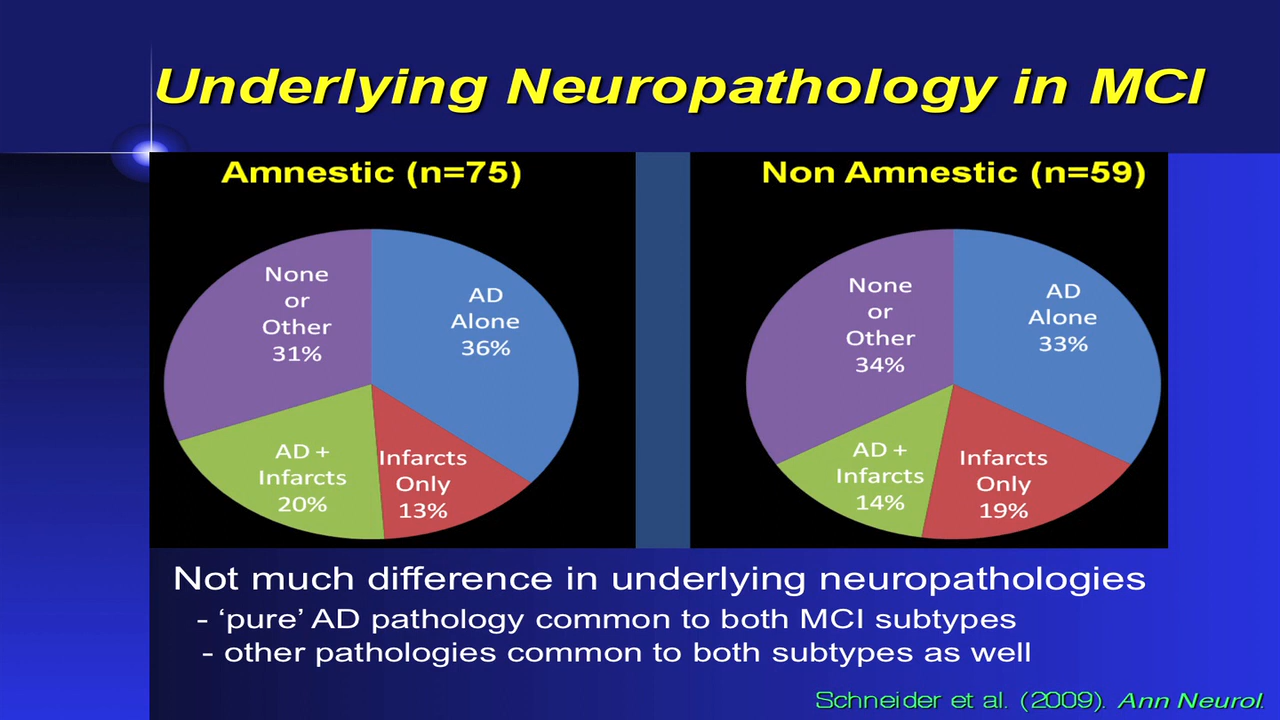 Underlying Neuropathology in MCI
Amnestic (n=75)
None
or
Other
31%
AD
Alone
36%
AD +
Infarcts
20%
Infarcts
Only
13%
Non Amnestic (n=59)
None
or
Other
34%
AD
Alone
33%
AD +
Infarcts
14%
Infarcts
Only
19%
Not much difference in underlying neuropathologies
- ‘pure’ AD pathology common to both MCI subtypes
- other pathologies common to both subtypes as well
Schneider et al. (2009). Ann Neurol.